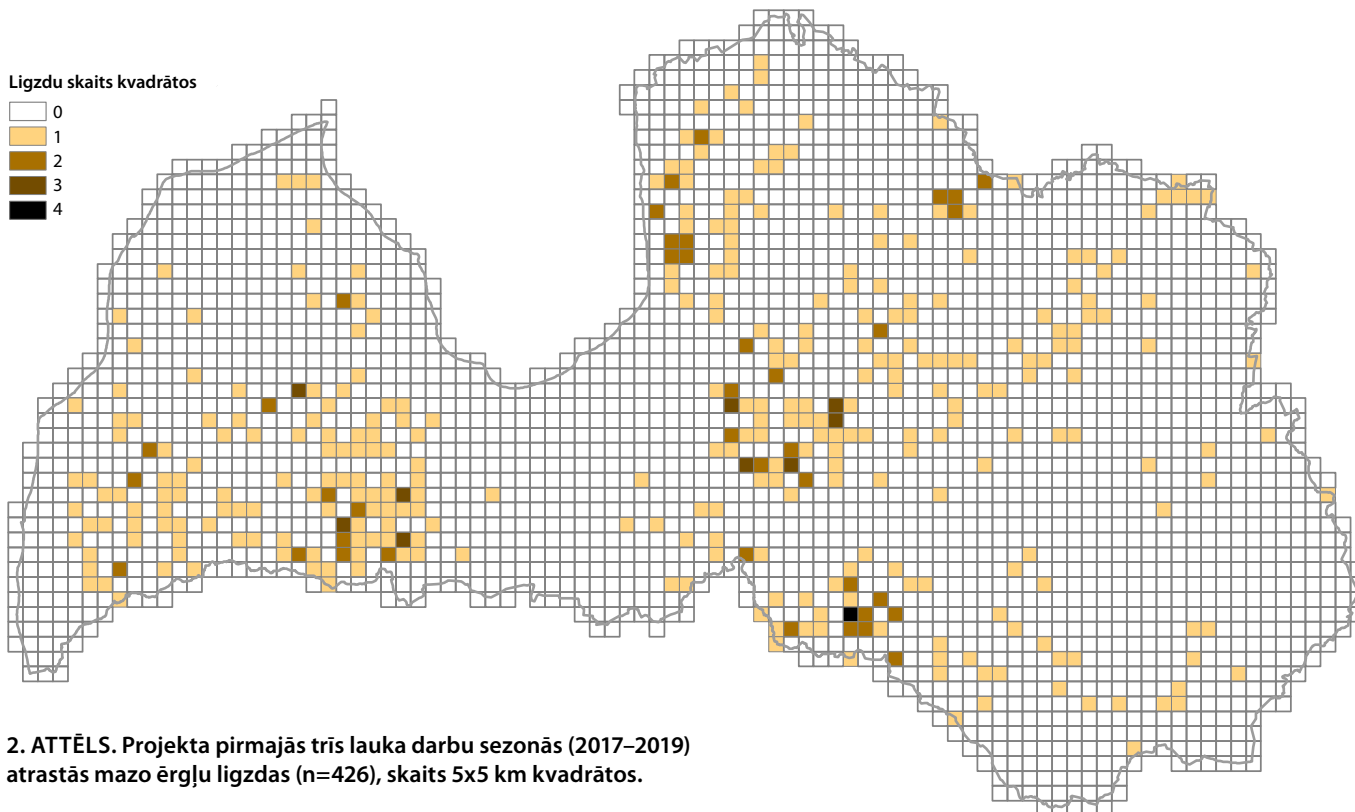 Ligzdu skaits kvadrātos
0
1
2
3
4
2. ATTĒLS. Projekta pirmajās trīs lauka darbu sezonās (2017–2019)
atrastās mazo ērgļu ligzdas (n=426), skaits 5x5 km kvadrātos.